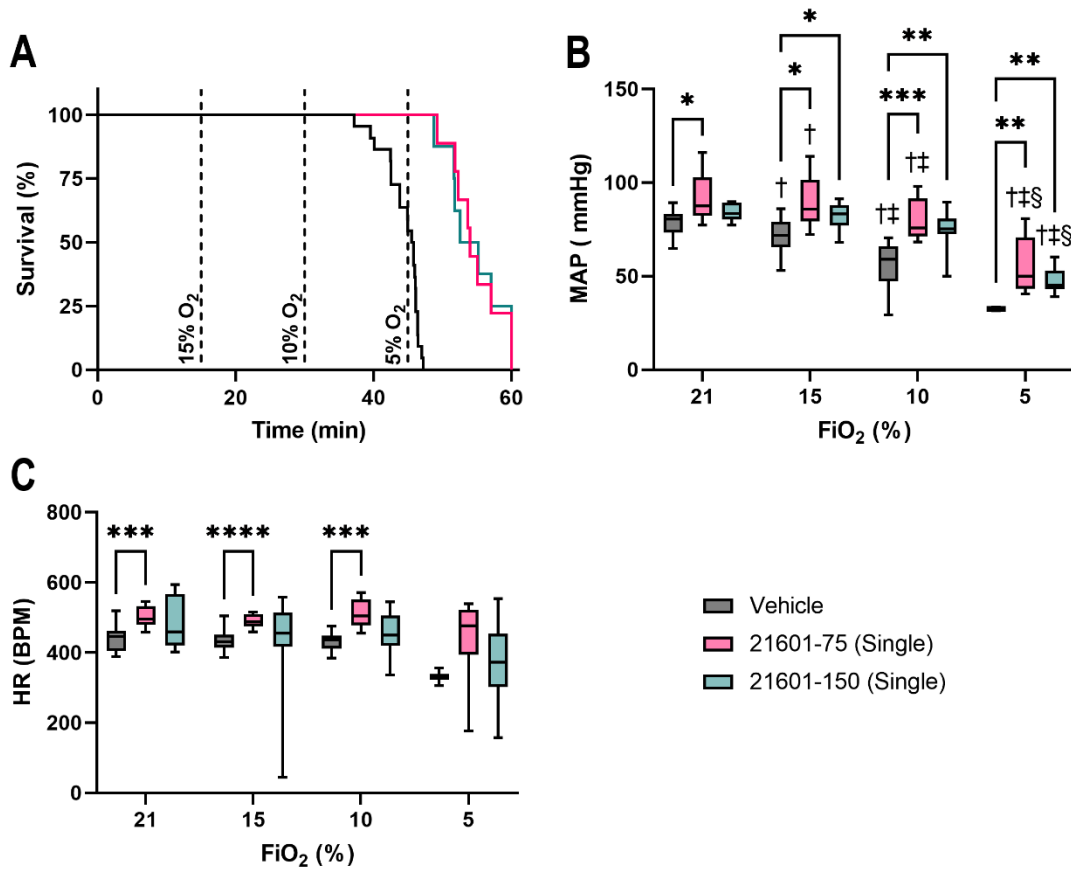 A
Survival (%)
100
75
50
25
0
15% O₂
10% O₂
5% O₂
0
20
40
60
Time (min)
B
MAP ( mmHg)
150
100
50
0
*
*
*
***
**
**
**
†
†
†‡
†‡
†‡§
†‡§
21
15
10
5
FiO₂ (%)
C
HR (BPM)
800
600
400
200
0
***
****
***
21
15
10
5
FiO₂ (%)
Vehicle
21601-75 (Single)
21601-150 (Single)